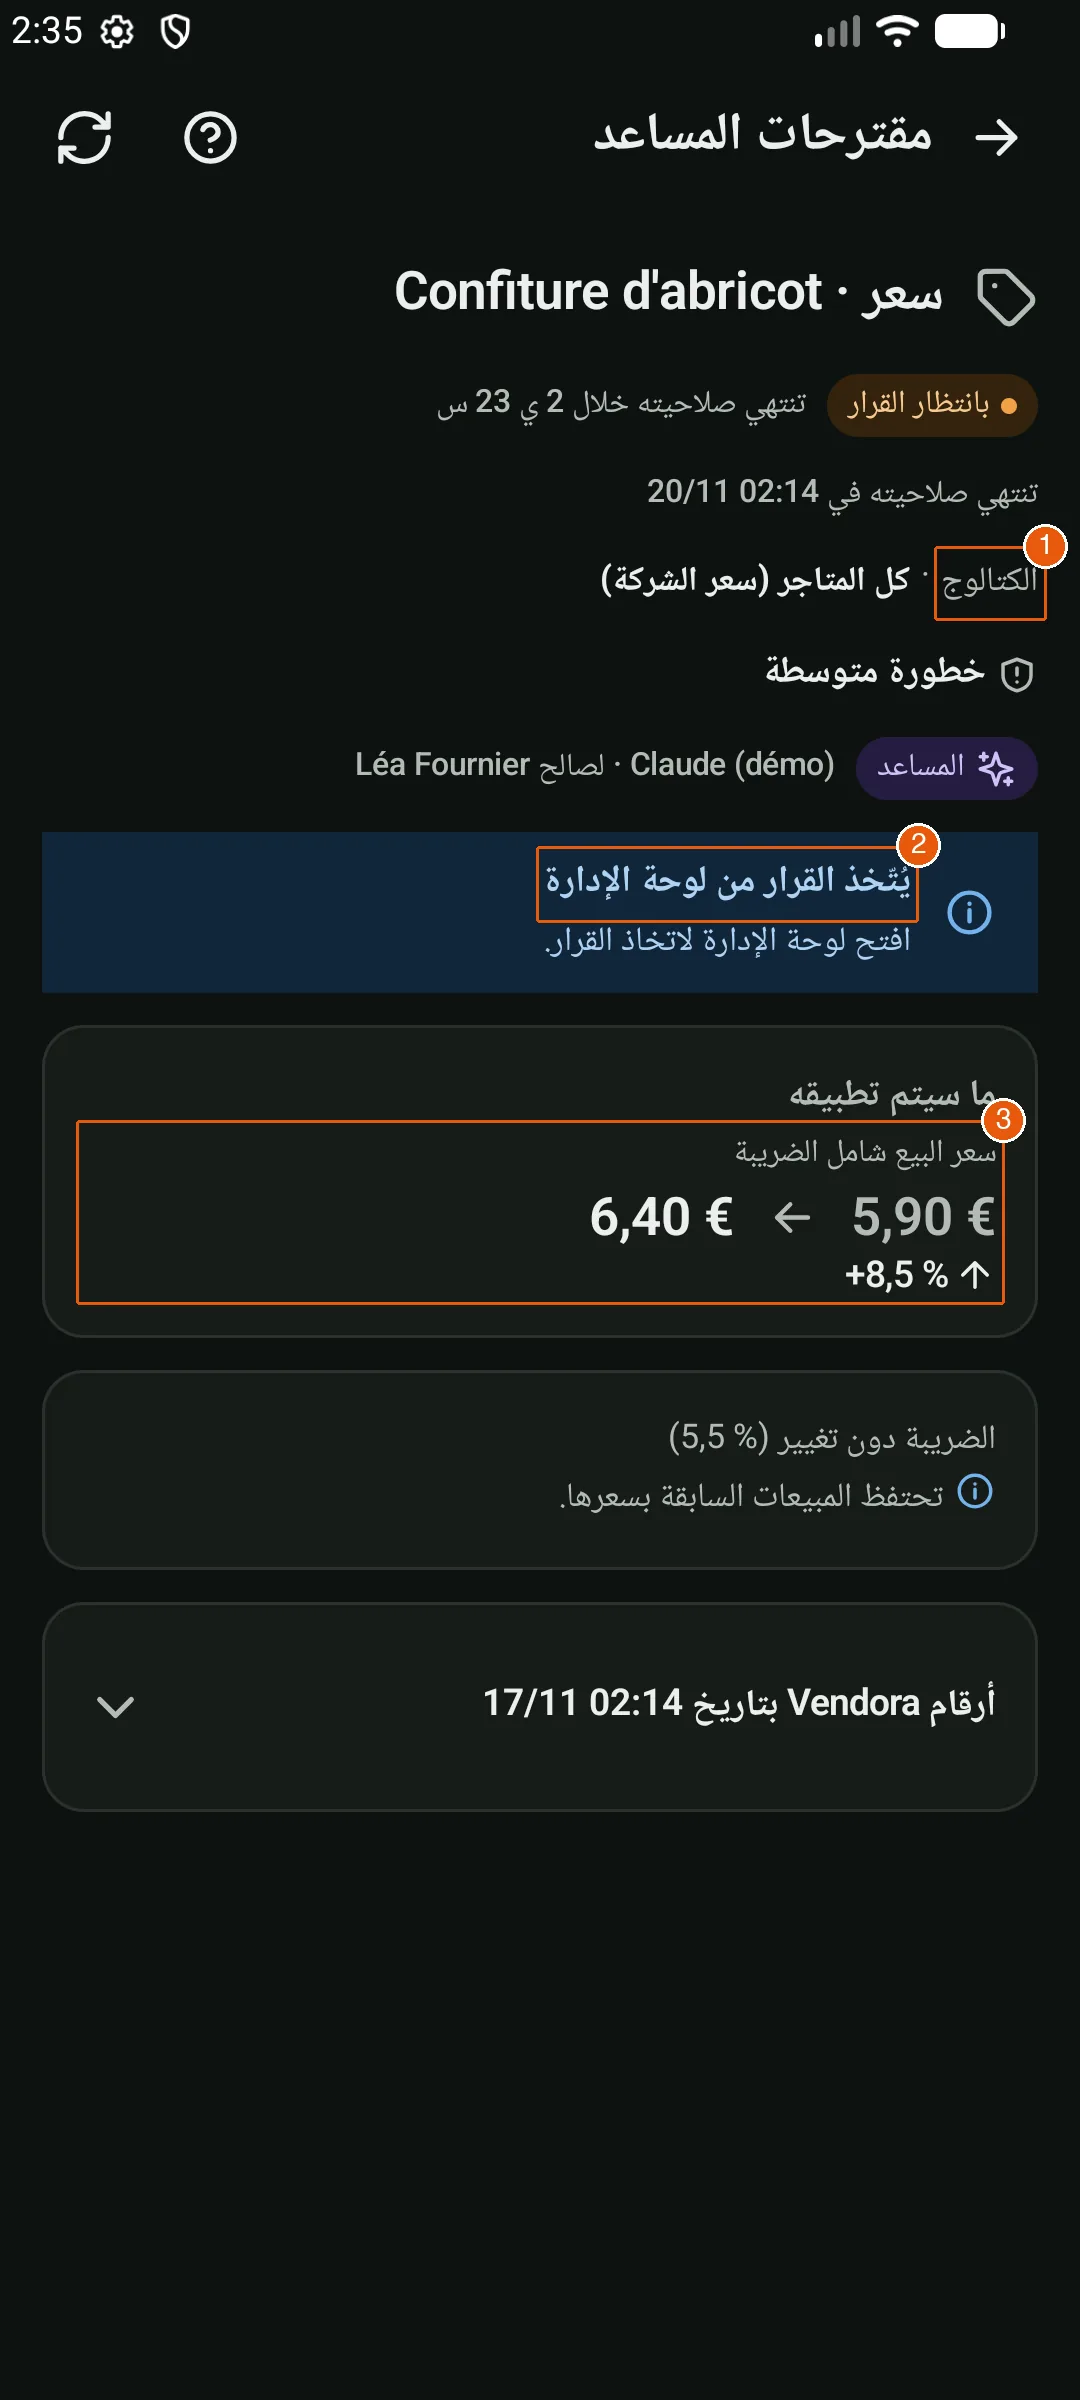 2:35
مقترحات المساعد
سعر · Confiture d'abricot
بانتظار القرار تنتهي صلاحيته خلال 2 ي 23 س
تنتهي صلاحيته في 02:14 20/11
1
الكتالوج · كل المتاجر (سعر الشركة)
خطورة متوسطة
المساعد Claude (démo) · لصالح Léa Fournier
2
يُتّخذ القرار من لوحة الإدارة
افتح لوحة الإدارة لاتخاذ القرار.
ما سيتم تطبيقه
3
سعر البيع شامل الضريبة
5,90 € ← 6,40 €
↑ +8,5 %
الضريبة دون تغيير (5,5 %)
تحتفظ المبيعات السابقة بسعرها.
أرقام Vendora بتاريخ 17/11 02:14